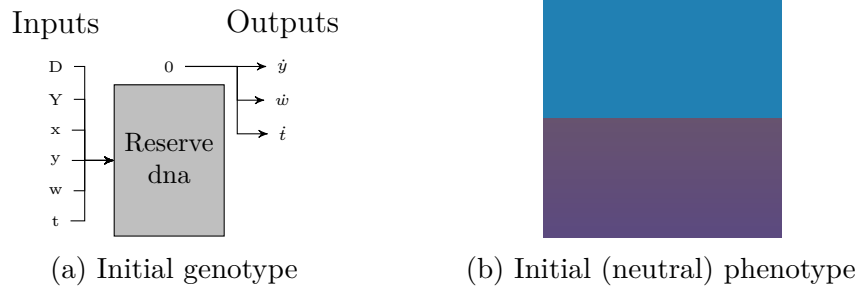 Inputs
Outputs
D
0
ẏ
Y
ẇ
x
ṫ
Reserve
y
dna
w
t
(a) Initial genotype
(b) Initial (neutral) phenotype